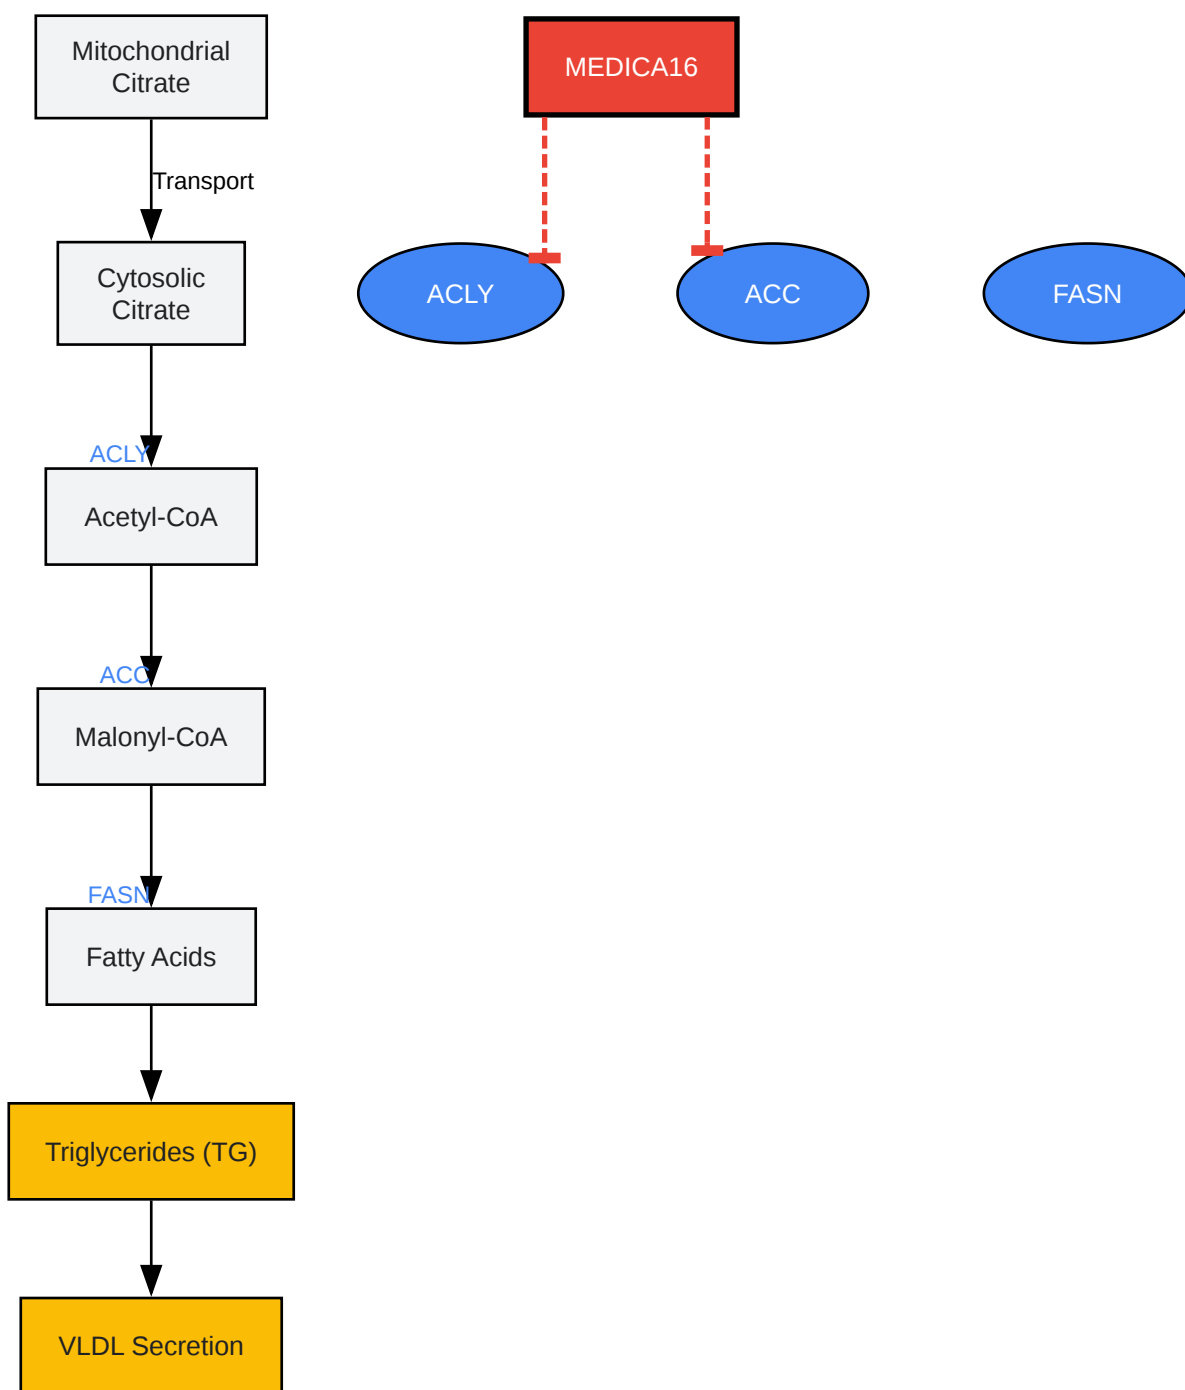 Mitochondrial
Citrate
MEDICA16
Transport
Cytosolic
Citrate
ACLY
ACC
FASN
ACLY
Acetyl-CoA
ACC
Malonyl-CoA
FASN
Fatty Acids
Triglycerides (TG)
VLDL Secretion